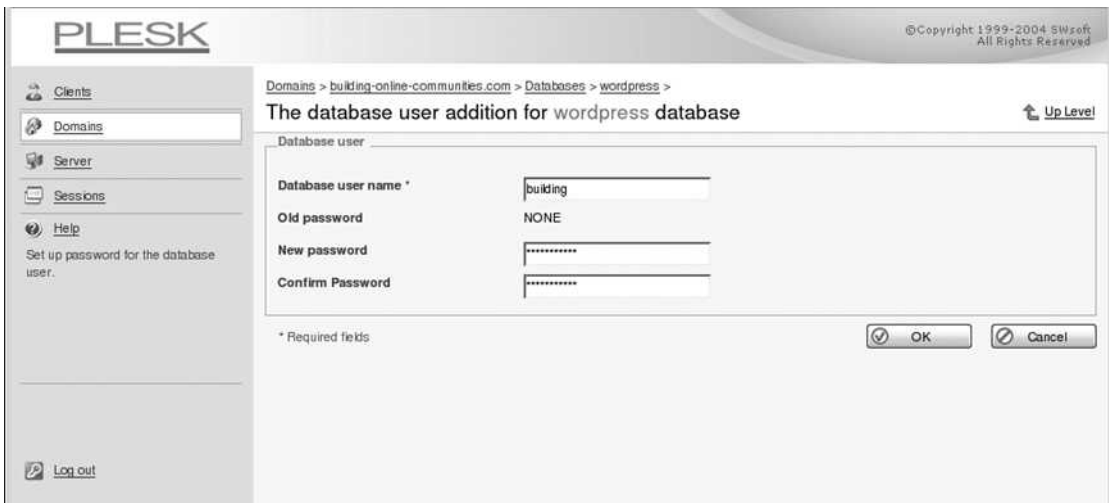 PLESK
©Copyright 1999-2004 SWsoft
All Rights Reserved
Clients
Domains
Server
Sessions
Help
Set up password for the database
user.
Log out
Domains > building-online-communities.com > Databases > wordpress >
The database user addition for wordpress database
Up Level
Database user
Database user name * building
Old password NONE
New password •••••••••••
Confirm Password •••••••••••
* Required fields
OK
Cancel